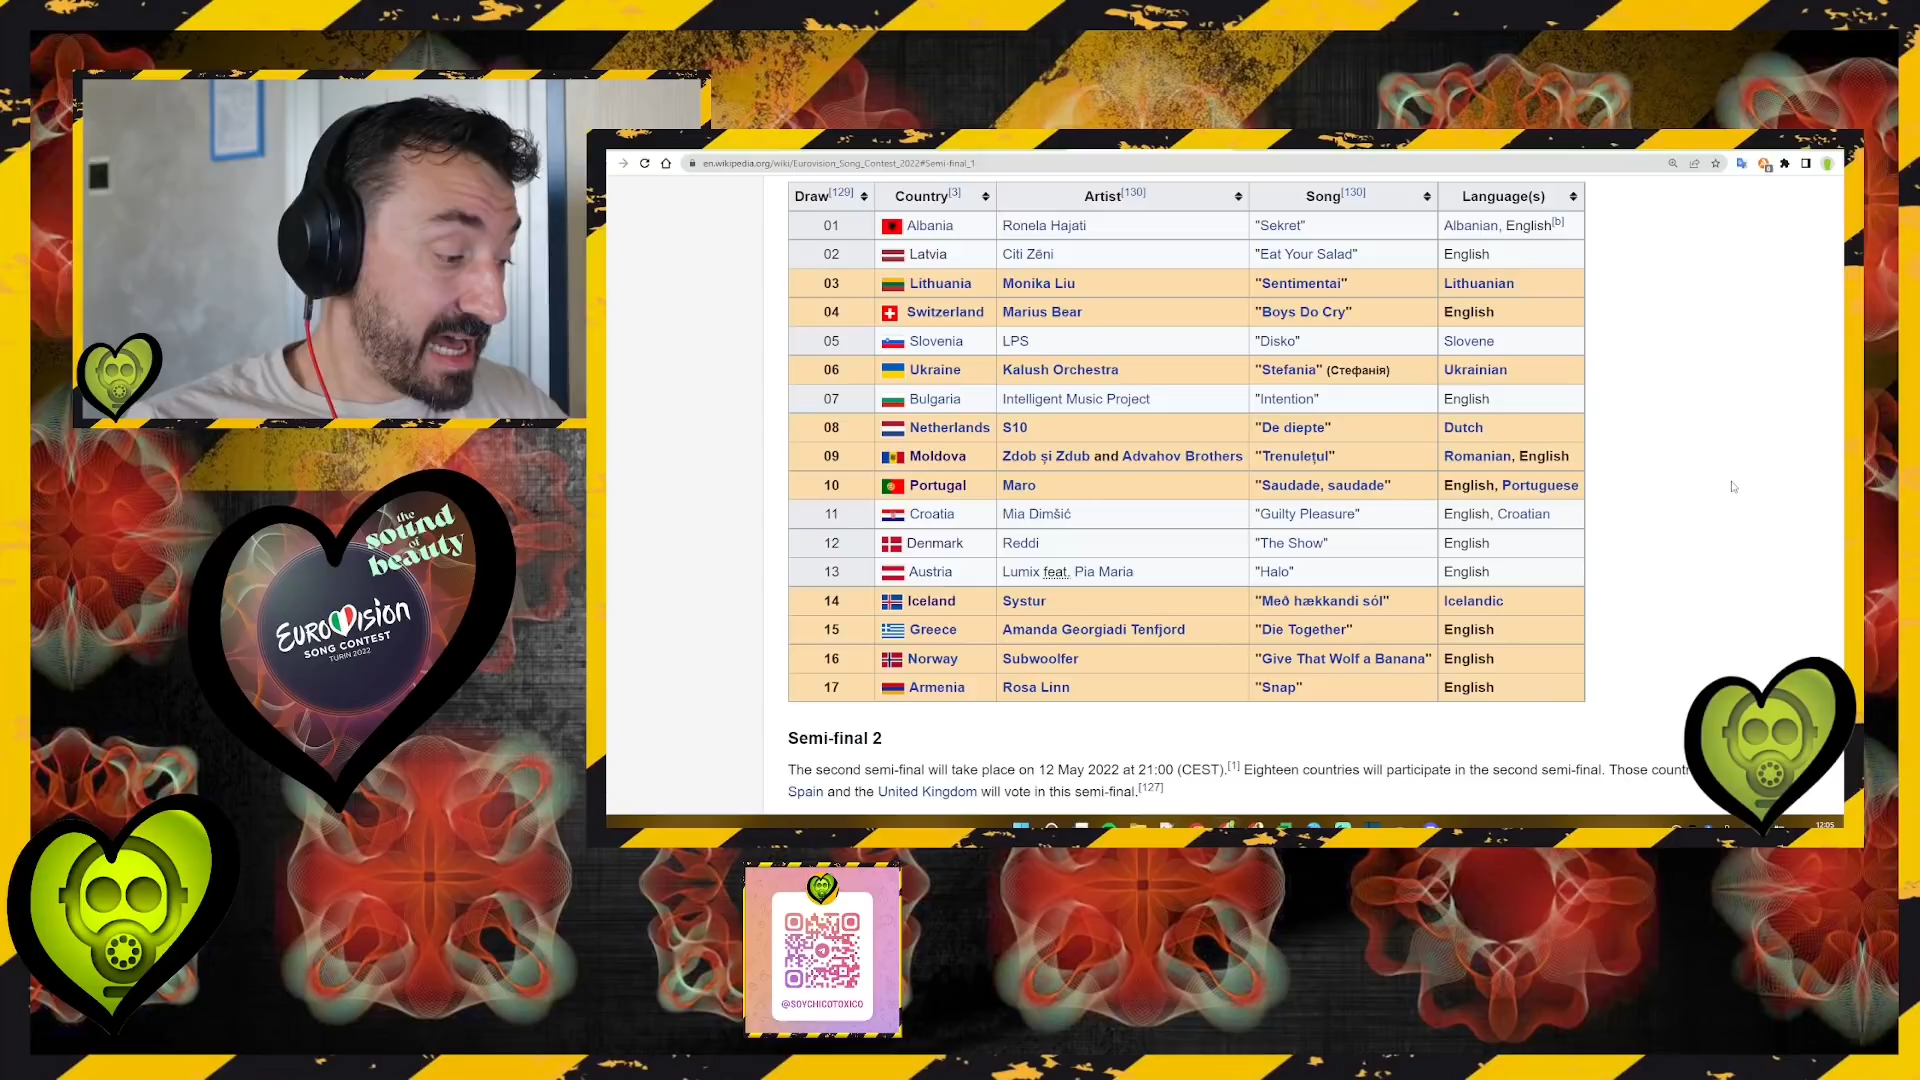 en.wikipedia.org/wiki/Eurovision_Song_Contest_2022#Semi-final_1
Draw[129] Country[3] Artist[130] Song[130] Language(s)
01 Albania Ronela Hajati "Sekret" Albanian, English[b]
02 Latvia Citi Zēni "Eat Your Salad" English
03 Lithuania Monika Liu "Sentimentai" Lithuanian
04 Switzerland Marius Bear "Boys Do Cry" English
05 Slovenia LPS "Disko" Slovene
06 Ukraine Kalush Orchestra "Stefania" (Стефанія) Ukrainian
07 Bulgaria Intelligent Music Project "Intention" English
08 Netherlands S10 "De diepte" Dutch
09 Moldova Zdob și Zdub and Advahov Brothers "Trenulețul" Romanian, English
10 Portugal Maro "Saudade, saudade" English, Portuguese
11 Croatia Mia Dimšić "Guilty Pleasure" English, Croatian
12 Denmark Reddi "The Show" English
13 Austria Lumix feat. Pia Maria "Halo" English
14 Iceland Systur "Með hækkandi sól" Icelandic
15 Greece Amanda Georgiadi Tenfjord "Die Together" English
16 Norway Subwoolfer "Give That Wolf a Banana" English
17 Armenia Rosa Linn "Snap" English
Semi-final 2
The second semi-final will take place on 12 May 2022 at 21:00 (CEST).[1] Eighteen countries will participate in the second semi-final. Those
Spain and the United Kingdom will vote in this semi-final.[127]
12:05
the
sound
of
beauty
EUROVISION
SONG CONTEST
TURIN 2022
@SOYCHICOTOXICO